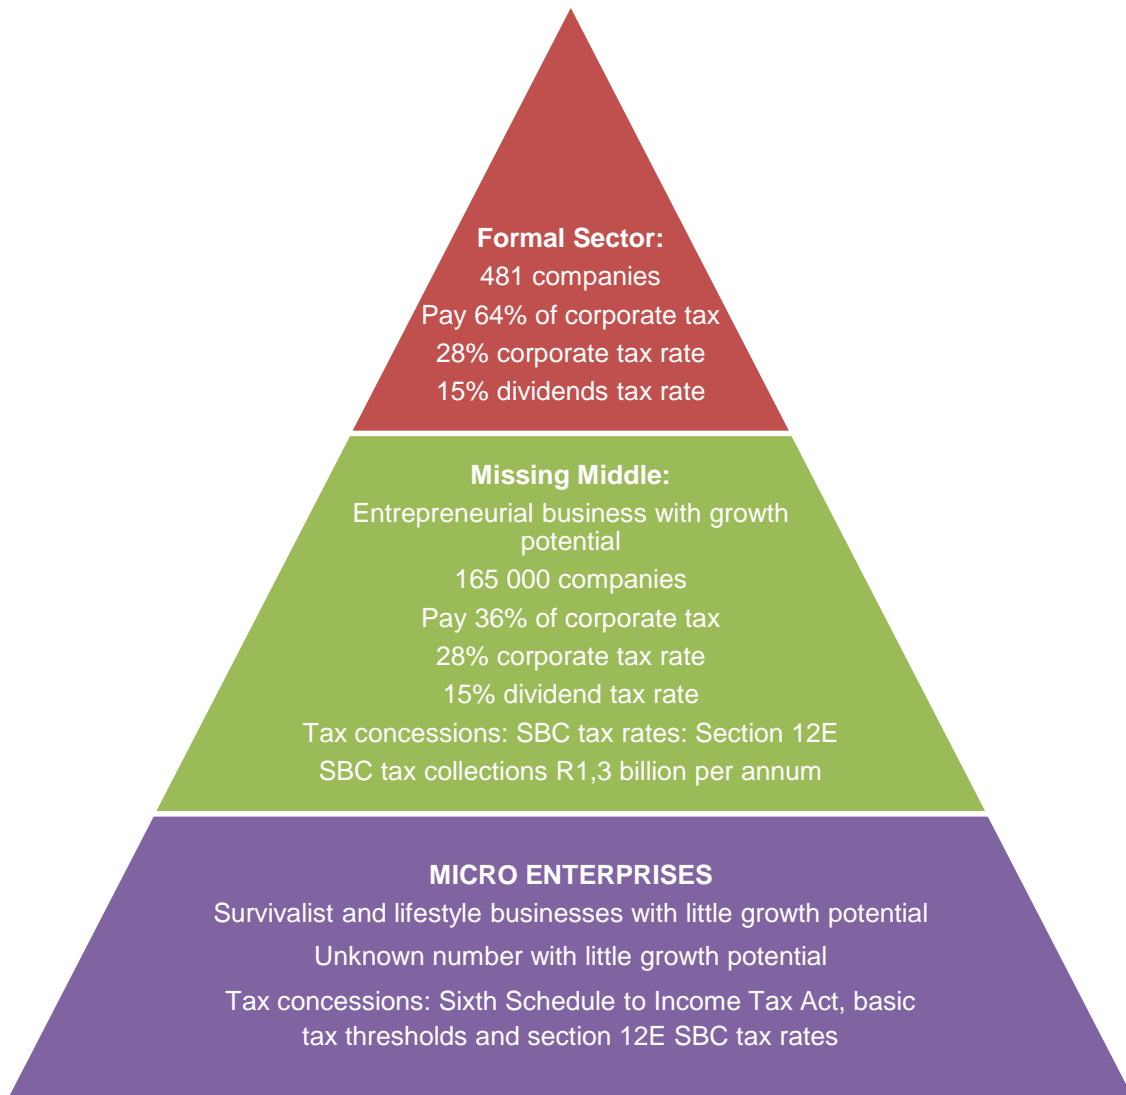 Formal Sector:
481 companies
Pay 64% of corporate tax
28% corporate tax rate
15% dividends tax rate
Missing Middle:
Entrepreneurial business with growth
potential
165 000 companies
Pay 36% of corporate tax
28% corporate tax rate
15% dividend tax rate
Tax concessions: SBC tax rates: Section 12E
SBC tax collections R1,3 billion per annum
MICRO ENTERPRISES
Survivalist and lifestyle businesses with little growth potential
Unknown number with little growth potential
Tax concessions: Sixth Schedule to Income Tax Act, basic
tax thresholds and section 12E SBC tax rates